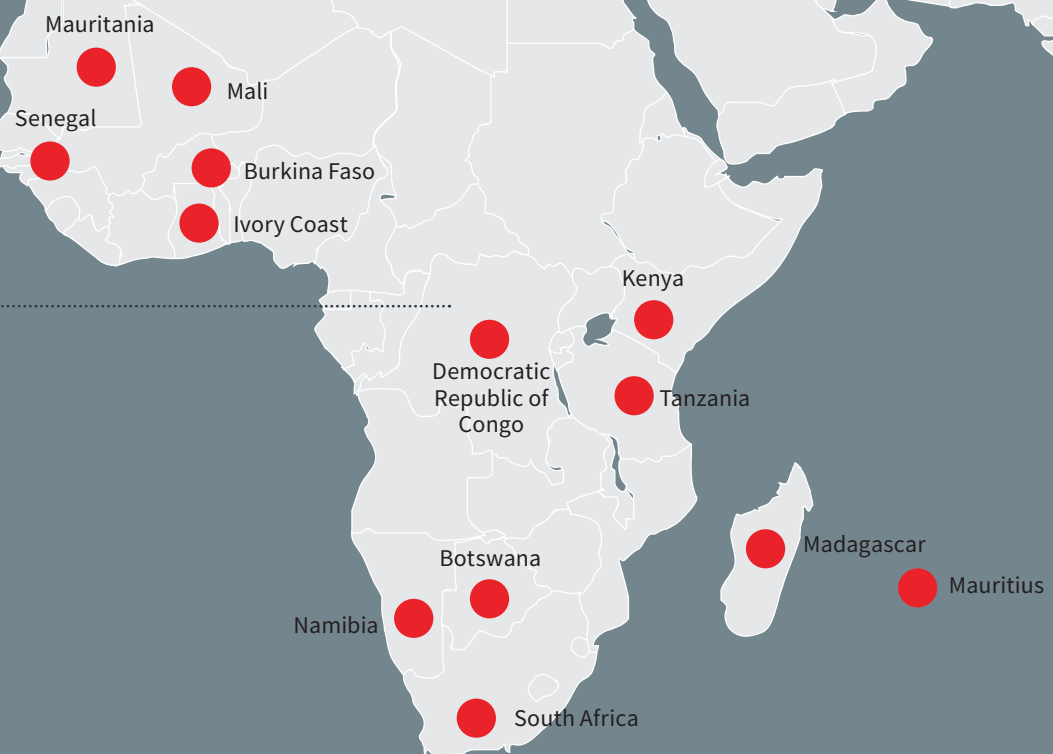 Mauritania
Mali
Senegal
Burkina Faso
Ivory Coast
Kenya
Democratic
Republic of
Congo
Tanzania
Madagascar
Botswana
Mauritius
Namibia
South Africa